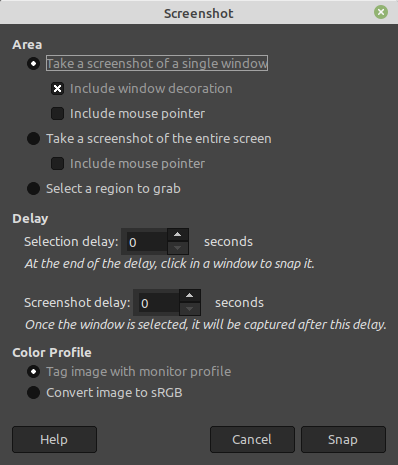 Screenshot
Area
Take a screenshot of a single window
Include window decoration
Include mouse pointer
Take a screenshot of the entire screen
Include mouse pointer
Select a region to grab
Delay
Selection delay: 0 seconds
At the end of the delay, click in a window to snap it.
Screenshot delay: 0 seconds
Once the window is selected, it will be captured after this delay.
Color Profile
Tag image with monitor profile
Convert image to sRGB
Help Cancel Snap